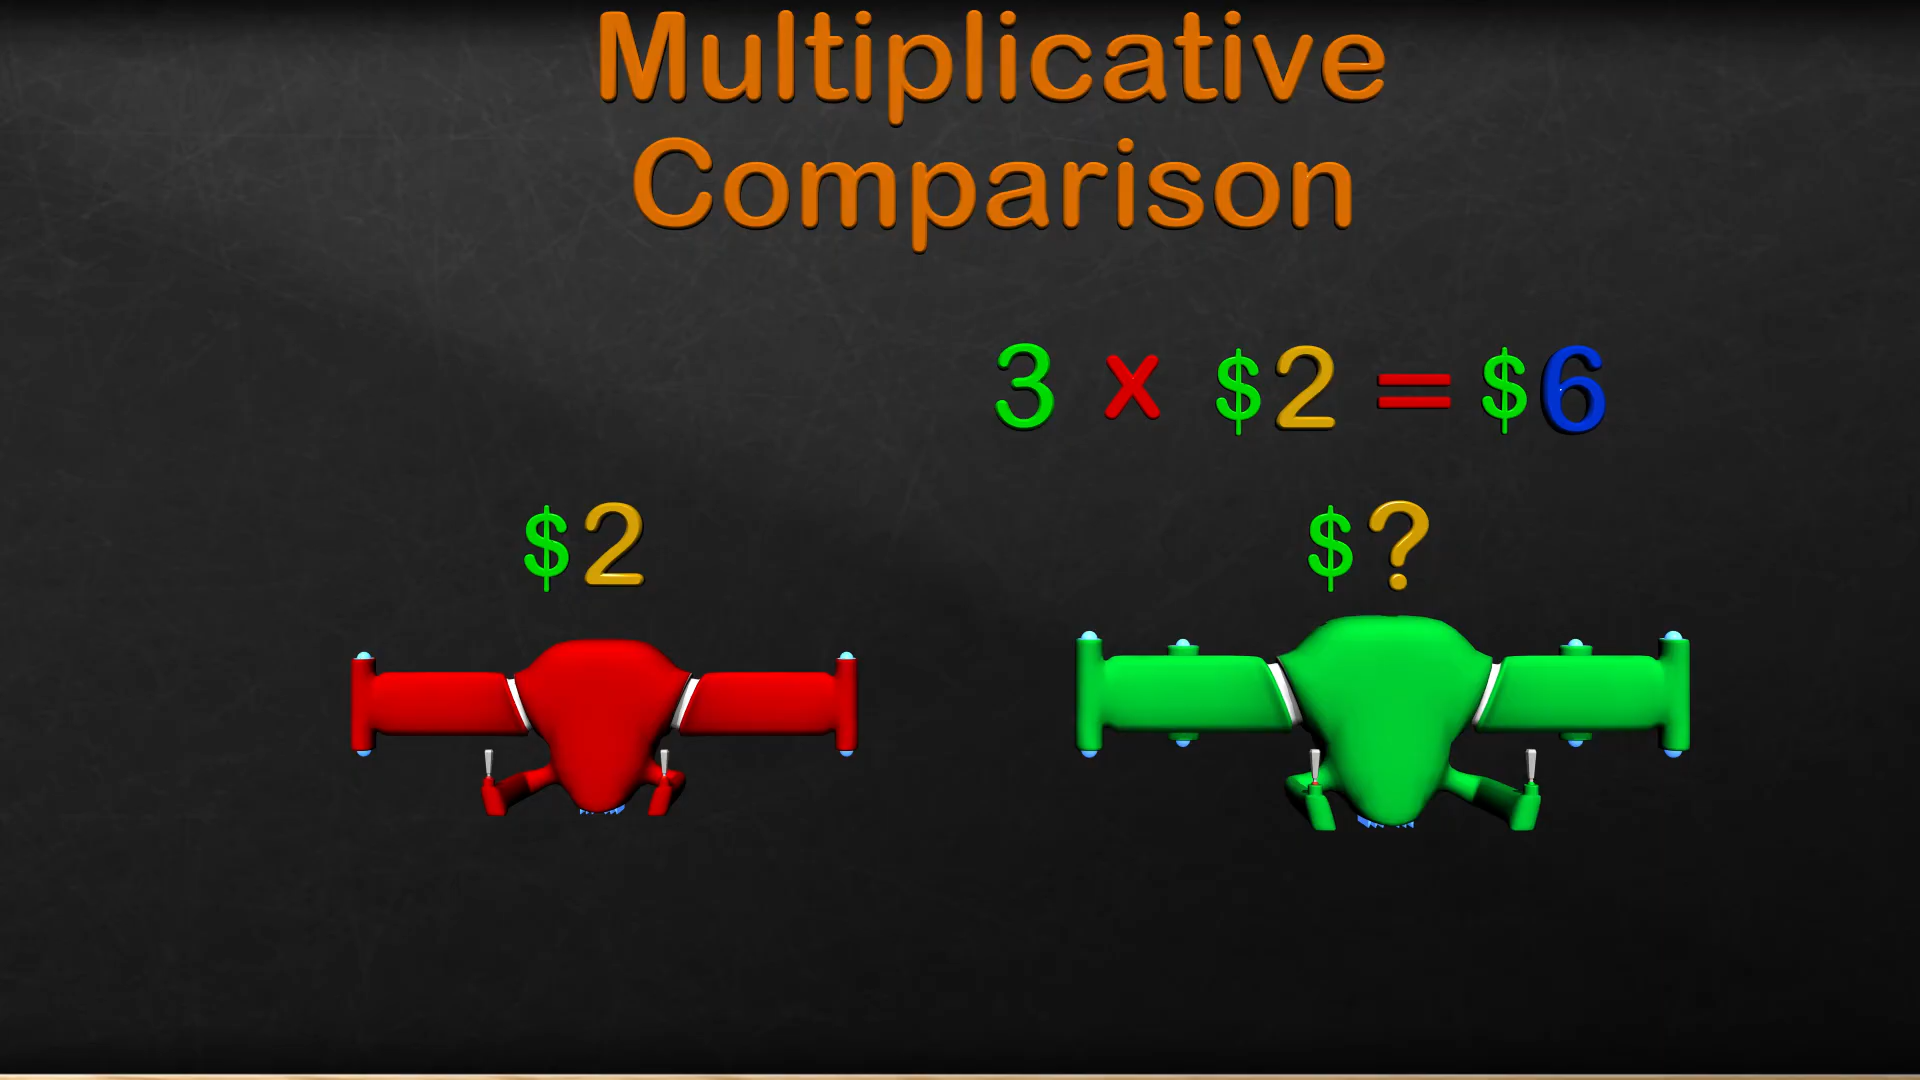 Multiplicative
Comparison
3 × $2 = $6
$2
$?